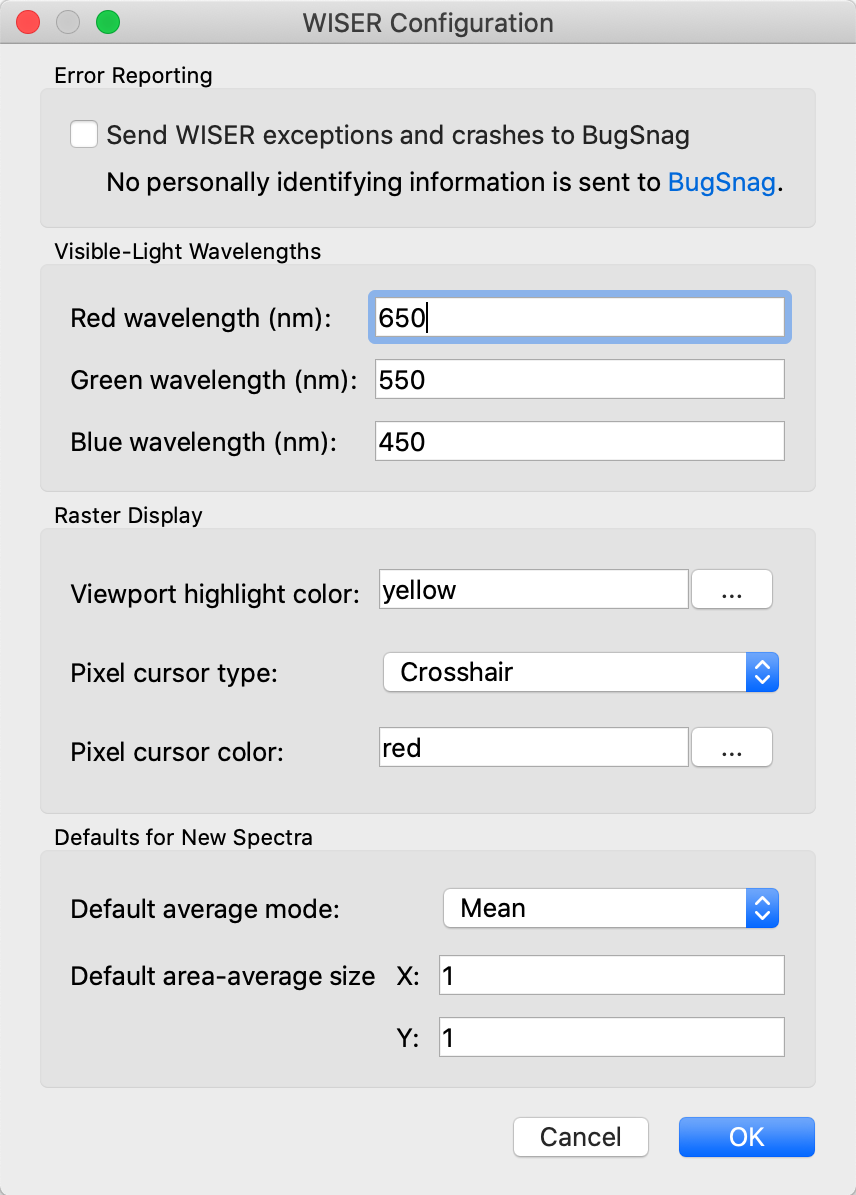 WISER Configuration
Error Reporting
Send WISER exceptions and crashes to BugSnag
No personally identifying information is sent to BugSnag.
Visible-Light Wavelengths
Red wavelength (nm): 650
Green wavelength (nm): 550
Blue wavelength (nm): 450
Raster Display
Viewport highlight color: yellow ...
Pixel cursor type: Crosshair
Pixel cursor color: red ...
Defaults for New Spectra
Default average mode: Mean
Default area-average size X: 1
Y: 1
Cancel OK